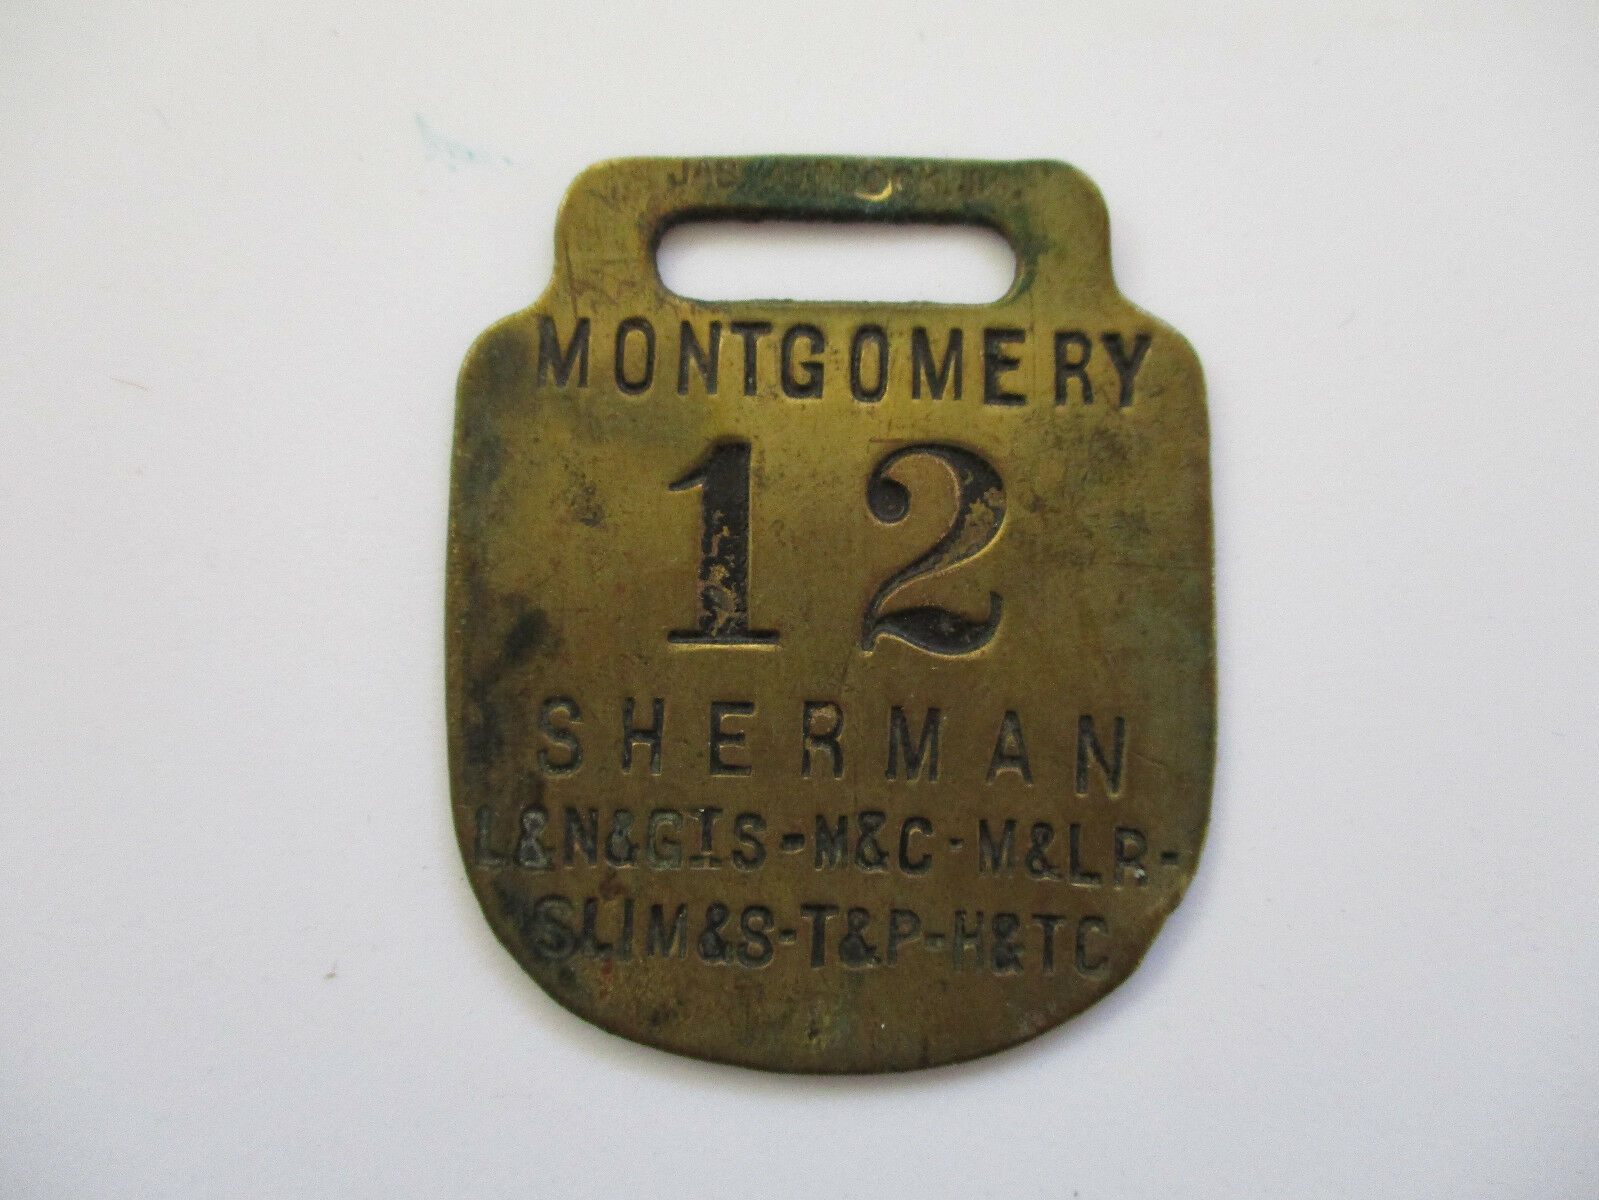 MONTGOMERY
12
SHERMAN
L&N&GIS-M&C-M&LR-
SLIM&S-T&P-H&TC